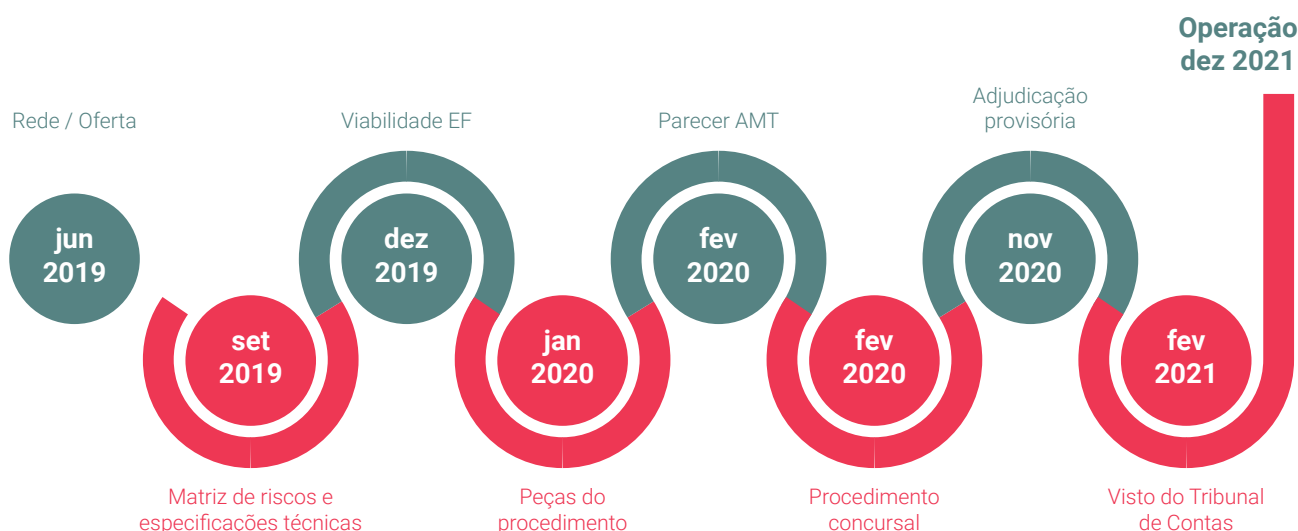 Operação
dez 2021
Rede / Oferta
Viabilidade EF
Parecer AMT
Adjudicação
provisória
jun
2019
dez
2019
fev
2020
nov
2020
set
2019
jan
2020
fev
2020
fev
2021
Matriz de riscos e
especificações técnicas
Peças do
procedimento
Procedimento
concursal
Visto do Tribunal
de Contas